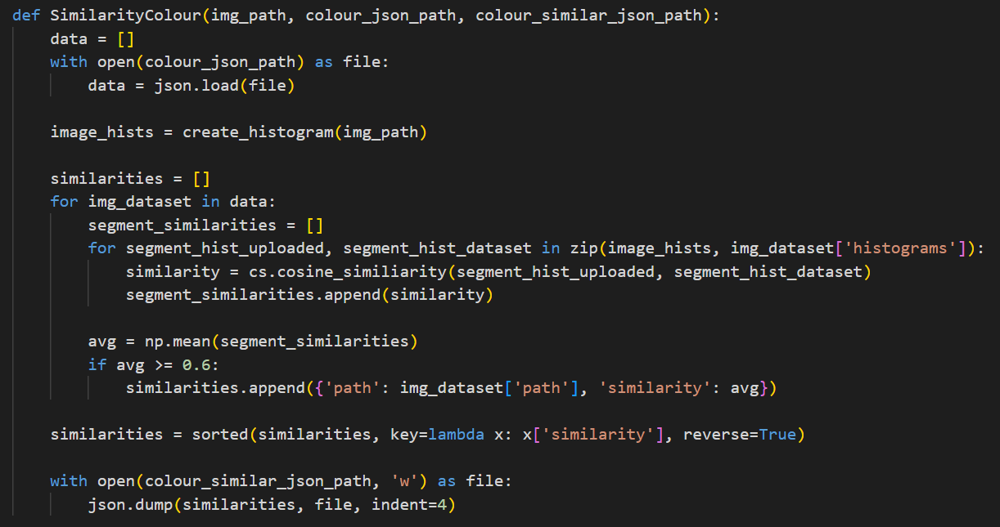 def SimilarityColour(img_path, colour_json_path, colour_similar_json_path):
    data = []
    with open(colour_json_path) as file:
        data = json.load(file)

    image_hists = create_histogram(img_path)

    similarities = []
    for img_dataset in data:
        segment_similarities = []
        for segment_hist_uploaded, segment_hist_dataset in zip(image_hists, img_dataset['histograms']):
            similarity = cs.cosine_similiarity(segment_hist_uploaded, segment_hist_dataset)
            segment_similarities.append(similarity)

        avg = np.mean(segment_similarities)
        if avg >= 0.6:
            similarities.append({'path': img_dataset['path'], 'similarity': avg})

    similarities = sorted(similarities, key=lambda x: x['similarity'], reverse=True)

    with open(colour_similar_json_path, 'w') as file:
        json.dump(similarities, file, indent=4)